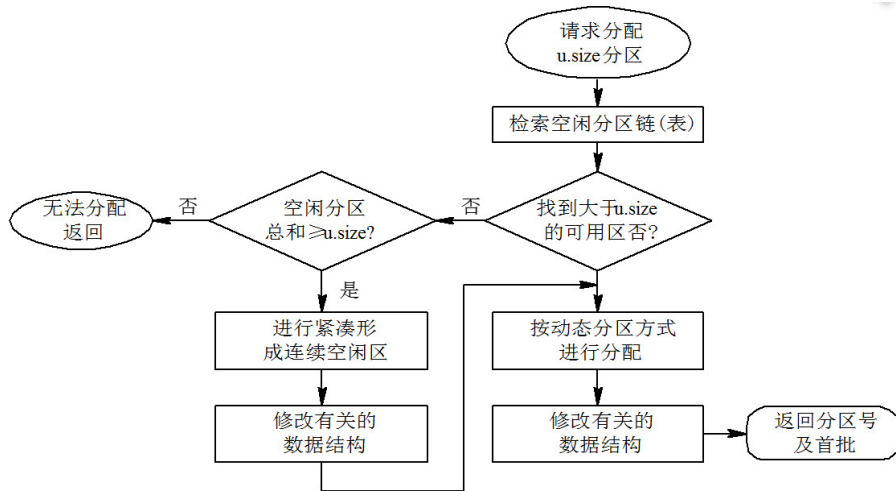 请求分配
u.size分区
检索空闲分区链(表)
找到大于u.size
的可用区否?
否
空闲分区
总和≥u.size?
否
无法分配
返回
是
进行紧凑形
成连续空闲区
修改有关的
数据结构
按动态分区方式
进行分配
修改有关的
数据结构
返回分区号
及首批